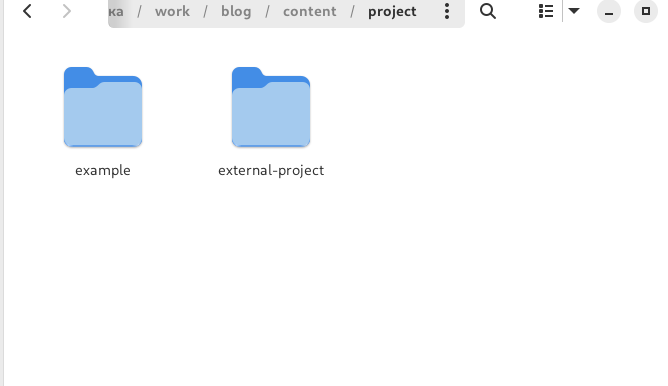 ка / work / blog / content / project
example
external-project